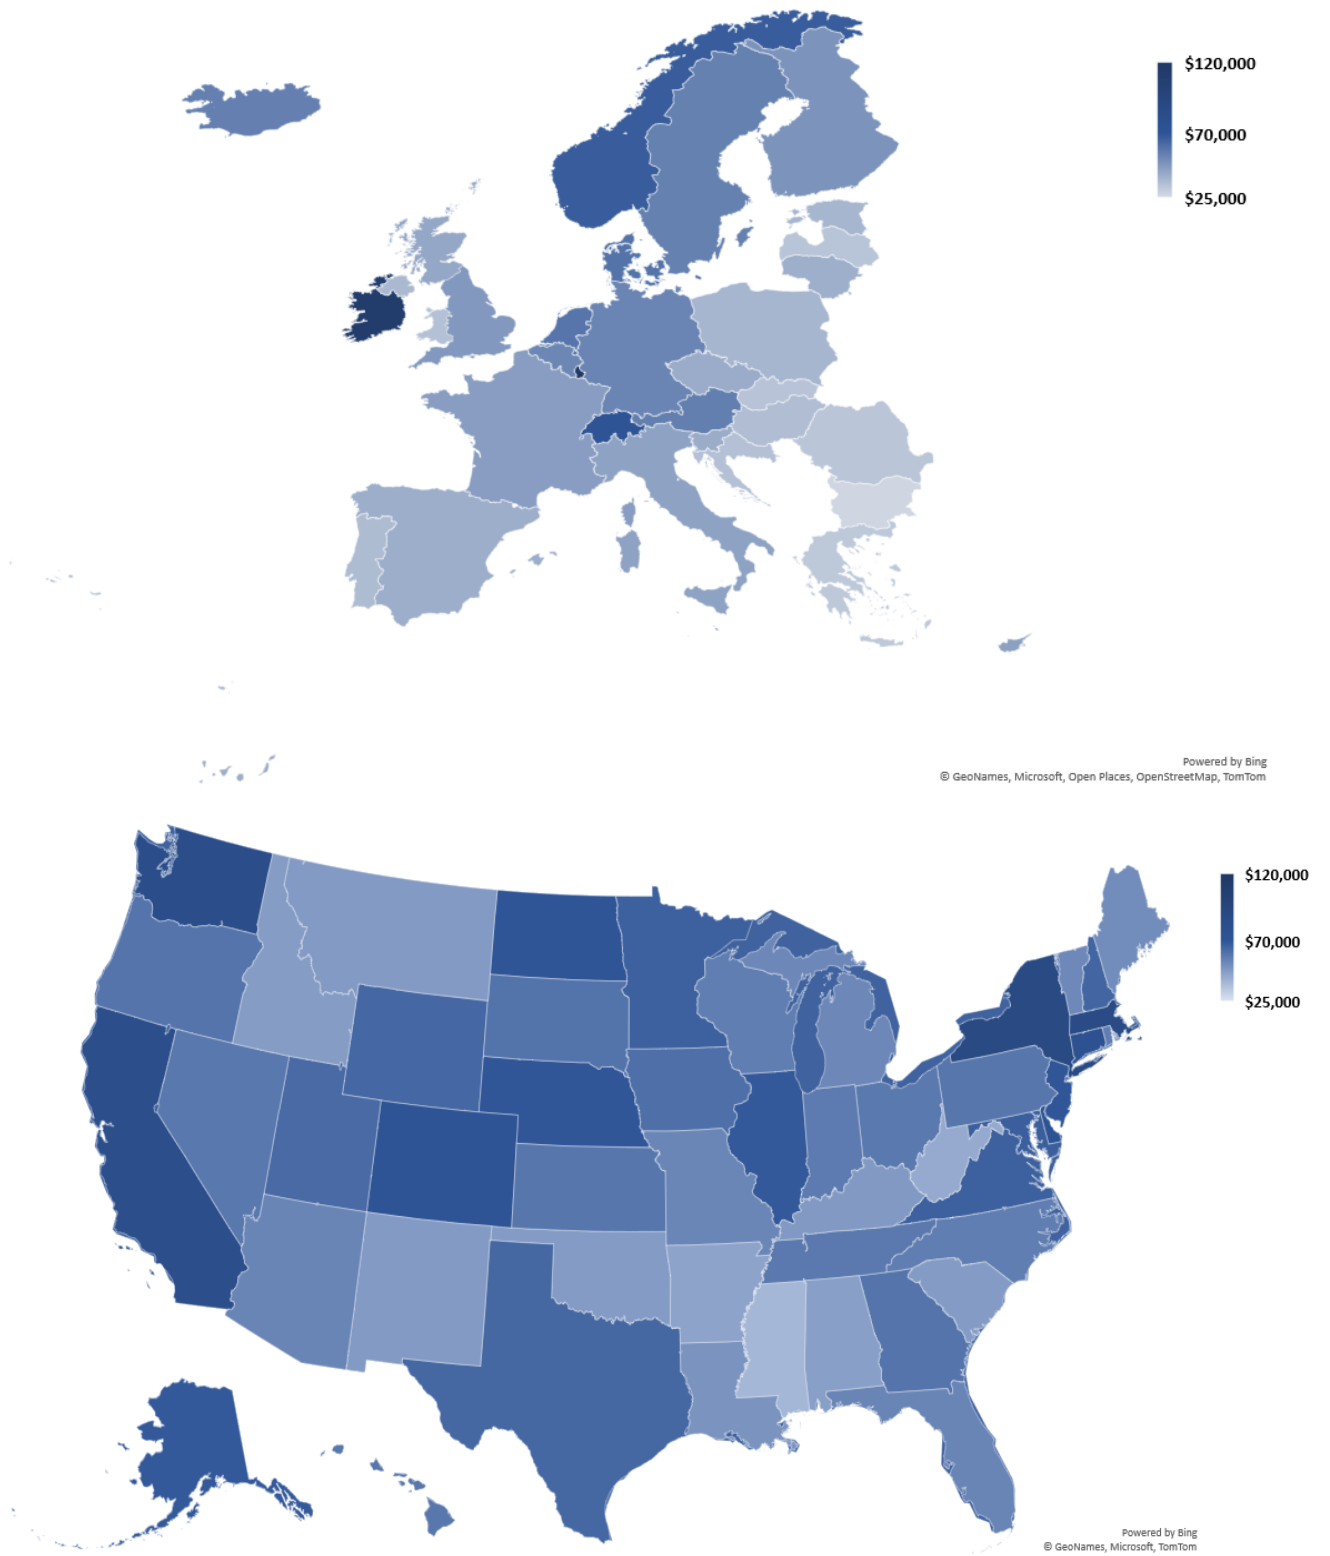 $120,000
$70,000
$25,000
Powered by Bing
© GeoNames, Microsoft, Open Places, OpenStreetMap, TomTom
$120,000
$70,000
$25,000
Powered by Bing
© GeoNames, Microsoft, TomTom